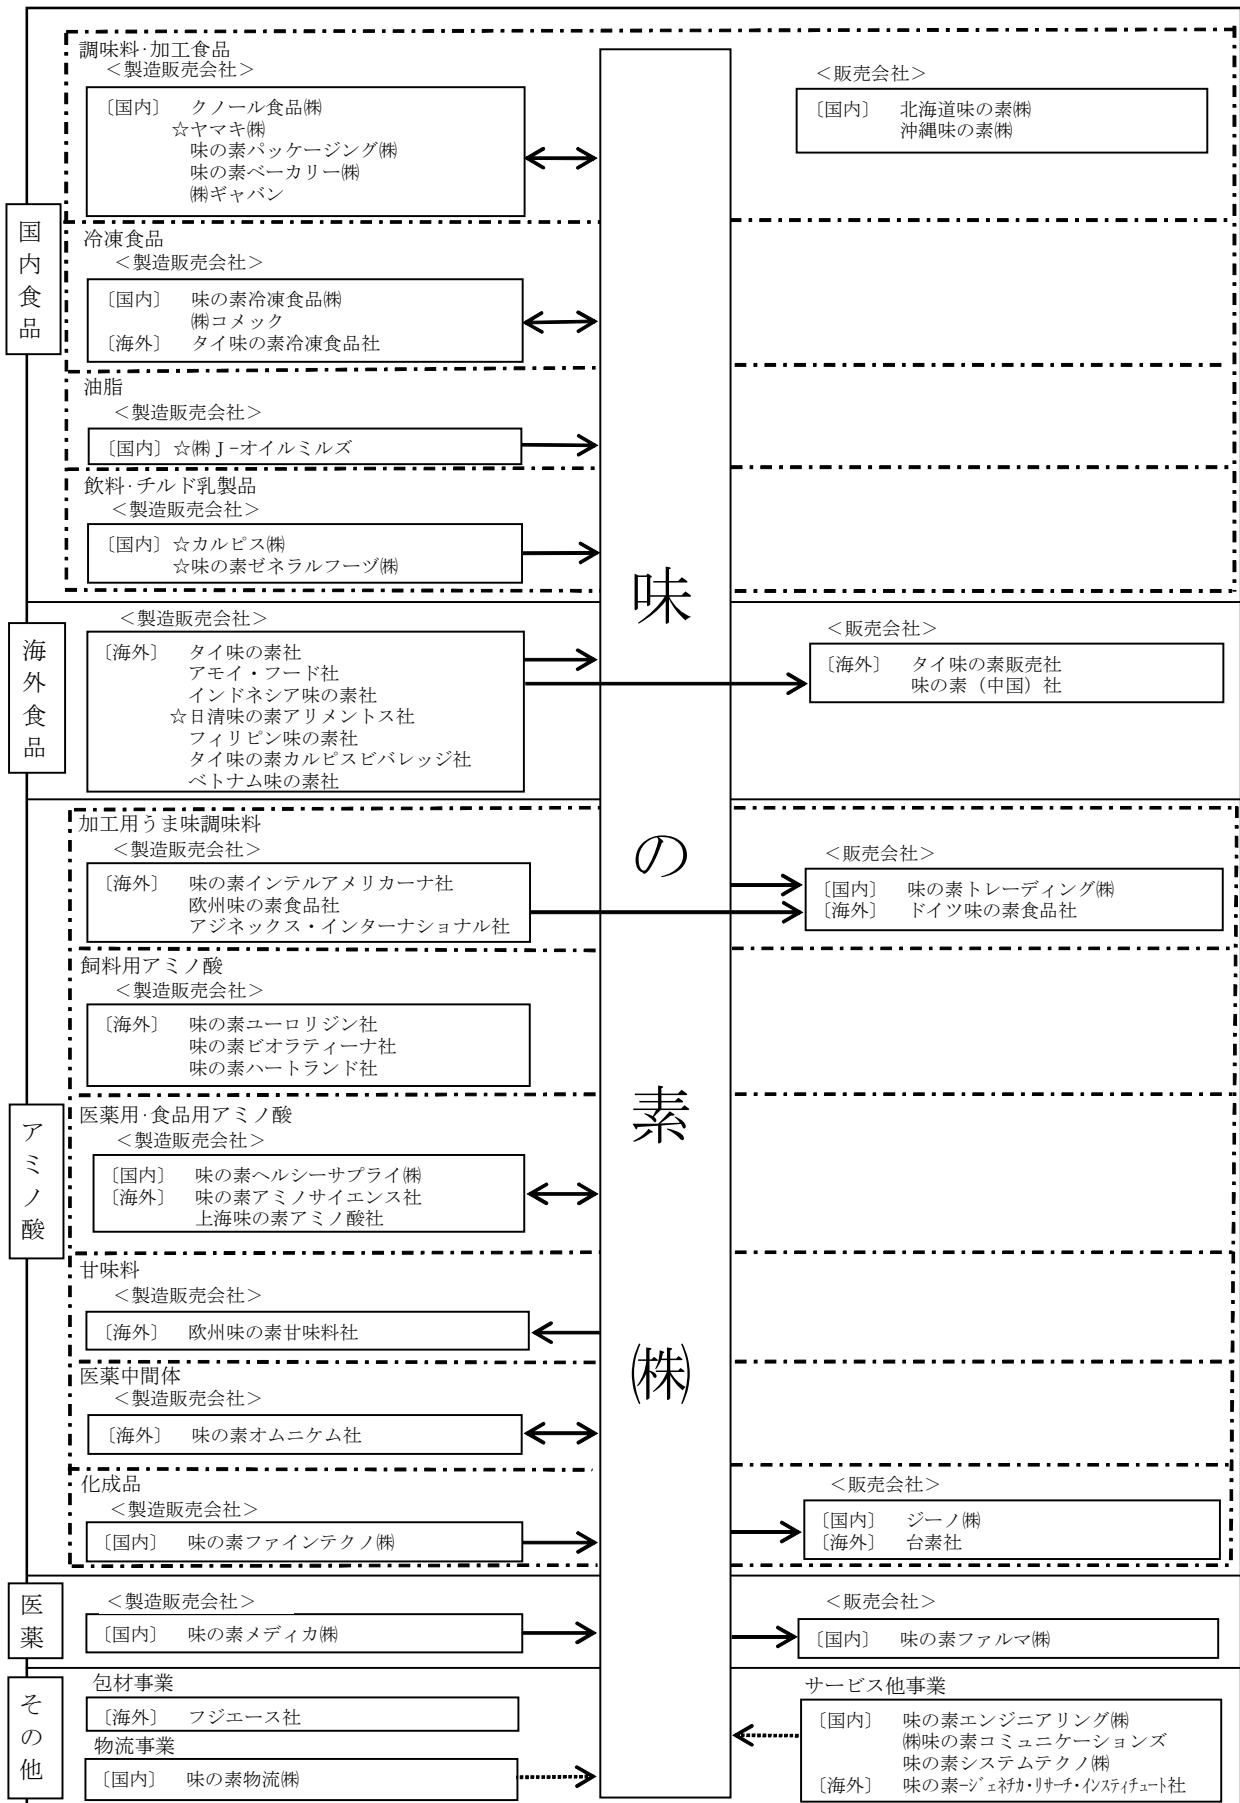 調味料･加工食品
＜製造販売会社＞
〔国内〕 クノール食品㈱
☆ヤマキ㈱
味の素パッケージング㈱
味の素ベーカリー㈱
㈱ギャバン
＜販売会社＞
〔国内〕 北海道味の素㈱
沖縄味の素㈱
国内食品
冷凍食品
＜製造販売会社＞
〔国内〕 味の素冷凍食品㈱
㈱コメック
〔海外〕 タイ味の素冷凍食品社
油脂
＜製造販売会社＞
〔国内〕☆㈱Ｊ−オイルミルズ
飲料･チルド乳製品
＜製造販売会社＞
〔国内〕☆カルピス㈱
☆味の素ゼネラルフーヅ㈱
味の素㈱
海外食品
＜製造販売会社＞
〔海外〕 タイ味の素社
アモイ・フード社
インドネシア味の素社
☆日清味の素アリメントス社
フィリピン味の素社
タイ味の素カルピスビバレッジ社
ベトナム味の素社
＜販売会社＞
〔海外〕 タイ味の素販売社
味の素（中国）社
アミノ酸
加工用うま味調味料
＜製造販売会社＞
〔海外〕 味の素インテルアメリカーナ社
欧州味の素食品社
アジネックス・インターナショナル社
＜販売会社＞
〔国内〕 味の素トレーディング㈱
〔海外〕 ドイツ味の素食品社
飼料用アミノ酸
＜製造販売会社＞
〔海外〕 味の素ユーロリジン社
味の素ビオラティーナ社
味の素ハートランド社
医薬用･食品用アミノ酸
＜製造販売会社＞
〔国内〕 味の素ヘルシーサプライ㈱
〔海外〕 味の素アミノサイエンス社
上海味の素アミノ酸社
甘味料
＜製造販売会社＞
〔海外〕 欧州味の素甘味料社
医薬中間体
＜製造販売会社＞
〔海外〕 味の素オムニケム社
化成品
＜製造販売会社＞
〔国内〕 味の素ファインテクノ㈱
＜販売会社＞
〔国内〕 ジーノ㈱
〔海外〕 台素社
医薬
＜製造販売会社＞
〔国内〕 味の素メディカ㈱
＜販売会社＞
〔国内〕 味の素ファルマ㈱
その他
包材事業
〔海外〕 フジエース社
物流事業
〔国内〕 味の素物流㈱
サービス他事業
〔国内〕 味の素エンジニアリング㈱
㈱味の素コミュニケーションズ
味の素システムテクノ㈱
〔海外〕 味の素−ｼﾞｪﾈﾁｶ･ﾘｻｰﾁ･ｲﾝｽﾃｨﾁｭｰﾄ社